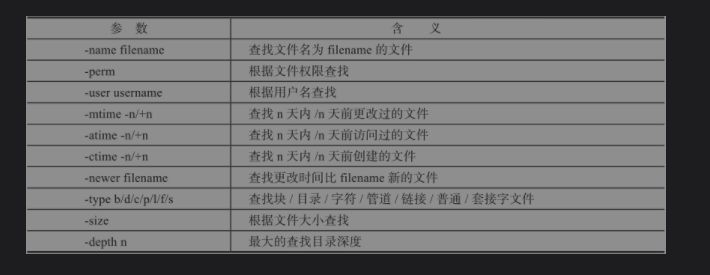 参 数 含 义
-name filename 查找文件名为 filename 的文件
-perm 根据文件权限查找
-user username 根据用户名查找
-mtime -n/+n 查找 n 天内 /n 天前更改过的文件
-atime -n/+n 查找 n 天内 /n 天前访问过的文件
-ctime -n/+n 查找 n 天内 /n 天前创建的文件
-newer filename 查找更改时间比 filename 新的文件
-type b/d/c/p/l/f/s 查找块 / 目录 / 字符 / 管道 / 链接 / 普通 / 套接字文件
-size 根据文件大小查找
-depth n 最大的查找目录深度